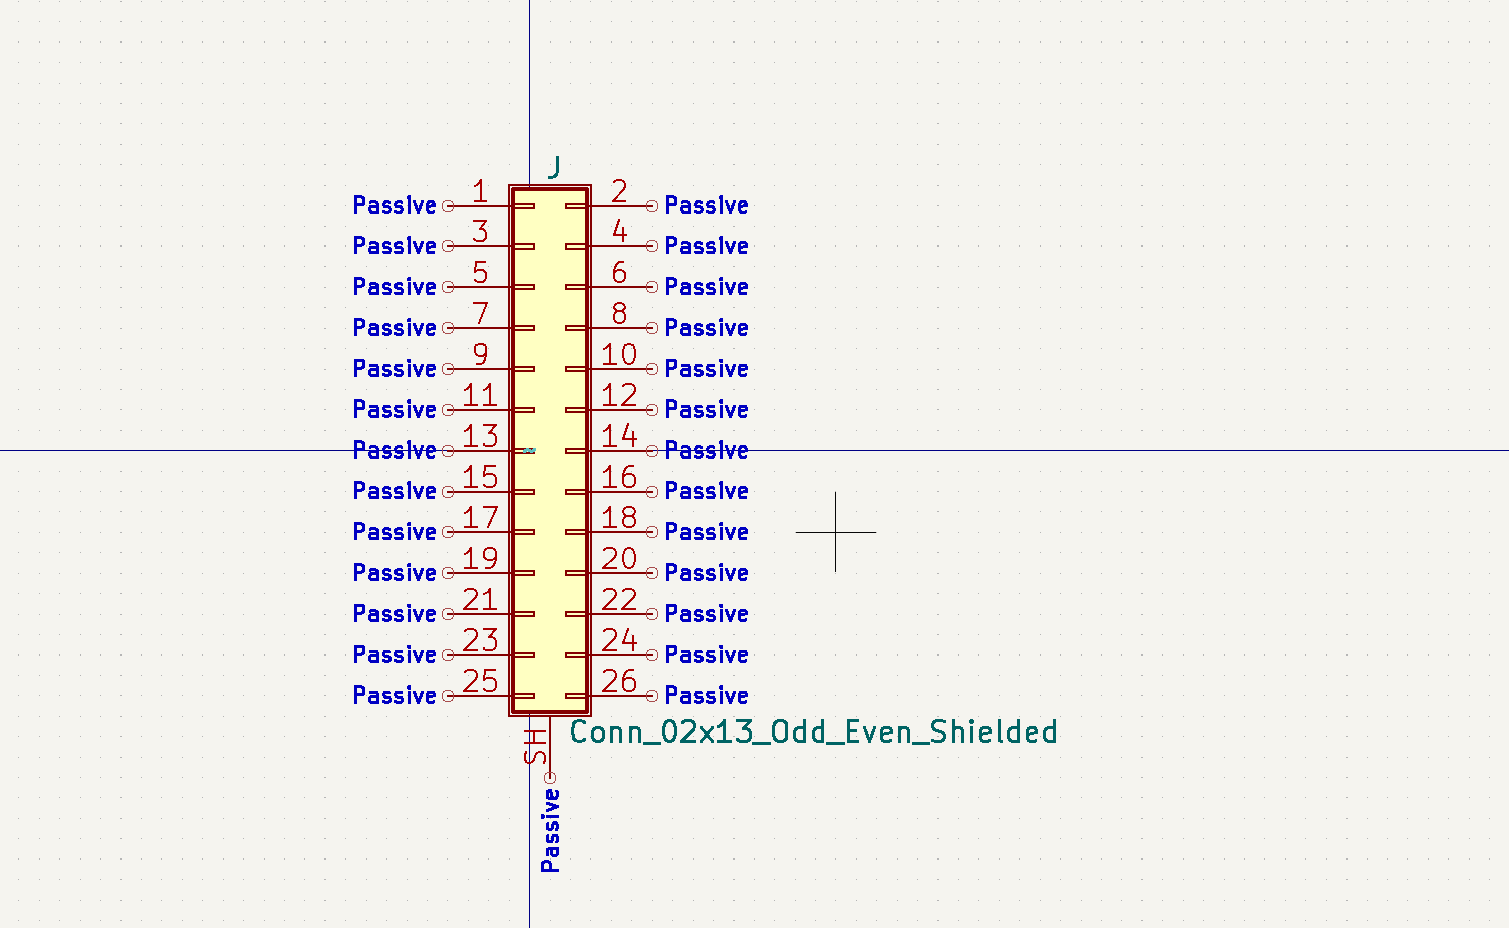 J
Passive 1 2 Passive
Passive 3 4 Passive
Passive 5 6 Passive
Passive 7 8 Passive
Passive 9 10 Passive
Passive 11 12 Passive
Passive 13 14 Passive
Passive 15 16 Passive
Passive 17 18 Passive
Passive 19 20 Passive
Passive 21 22 Passive
Passive 23 24 Passive
Passive 25 26 Passive
SH
Conn_02x13_Odd_Even_Shielded
Passive